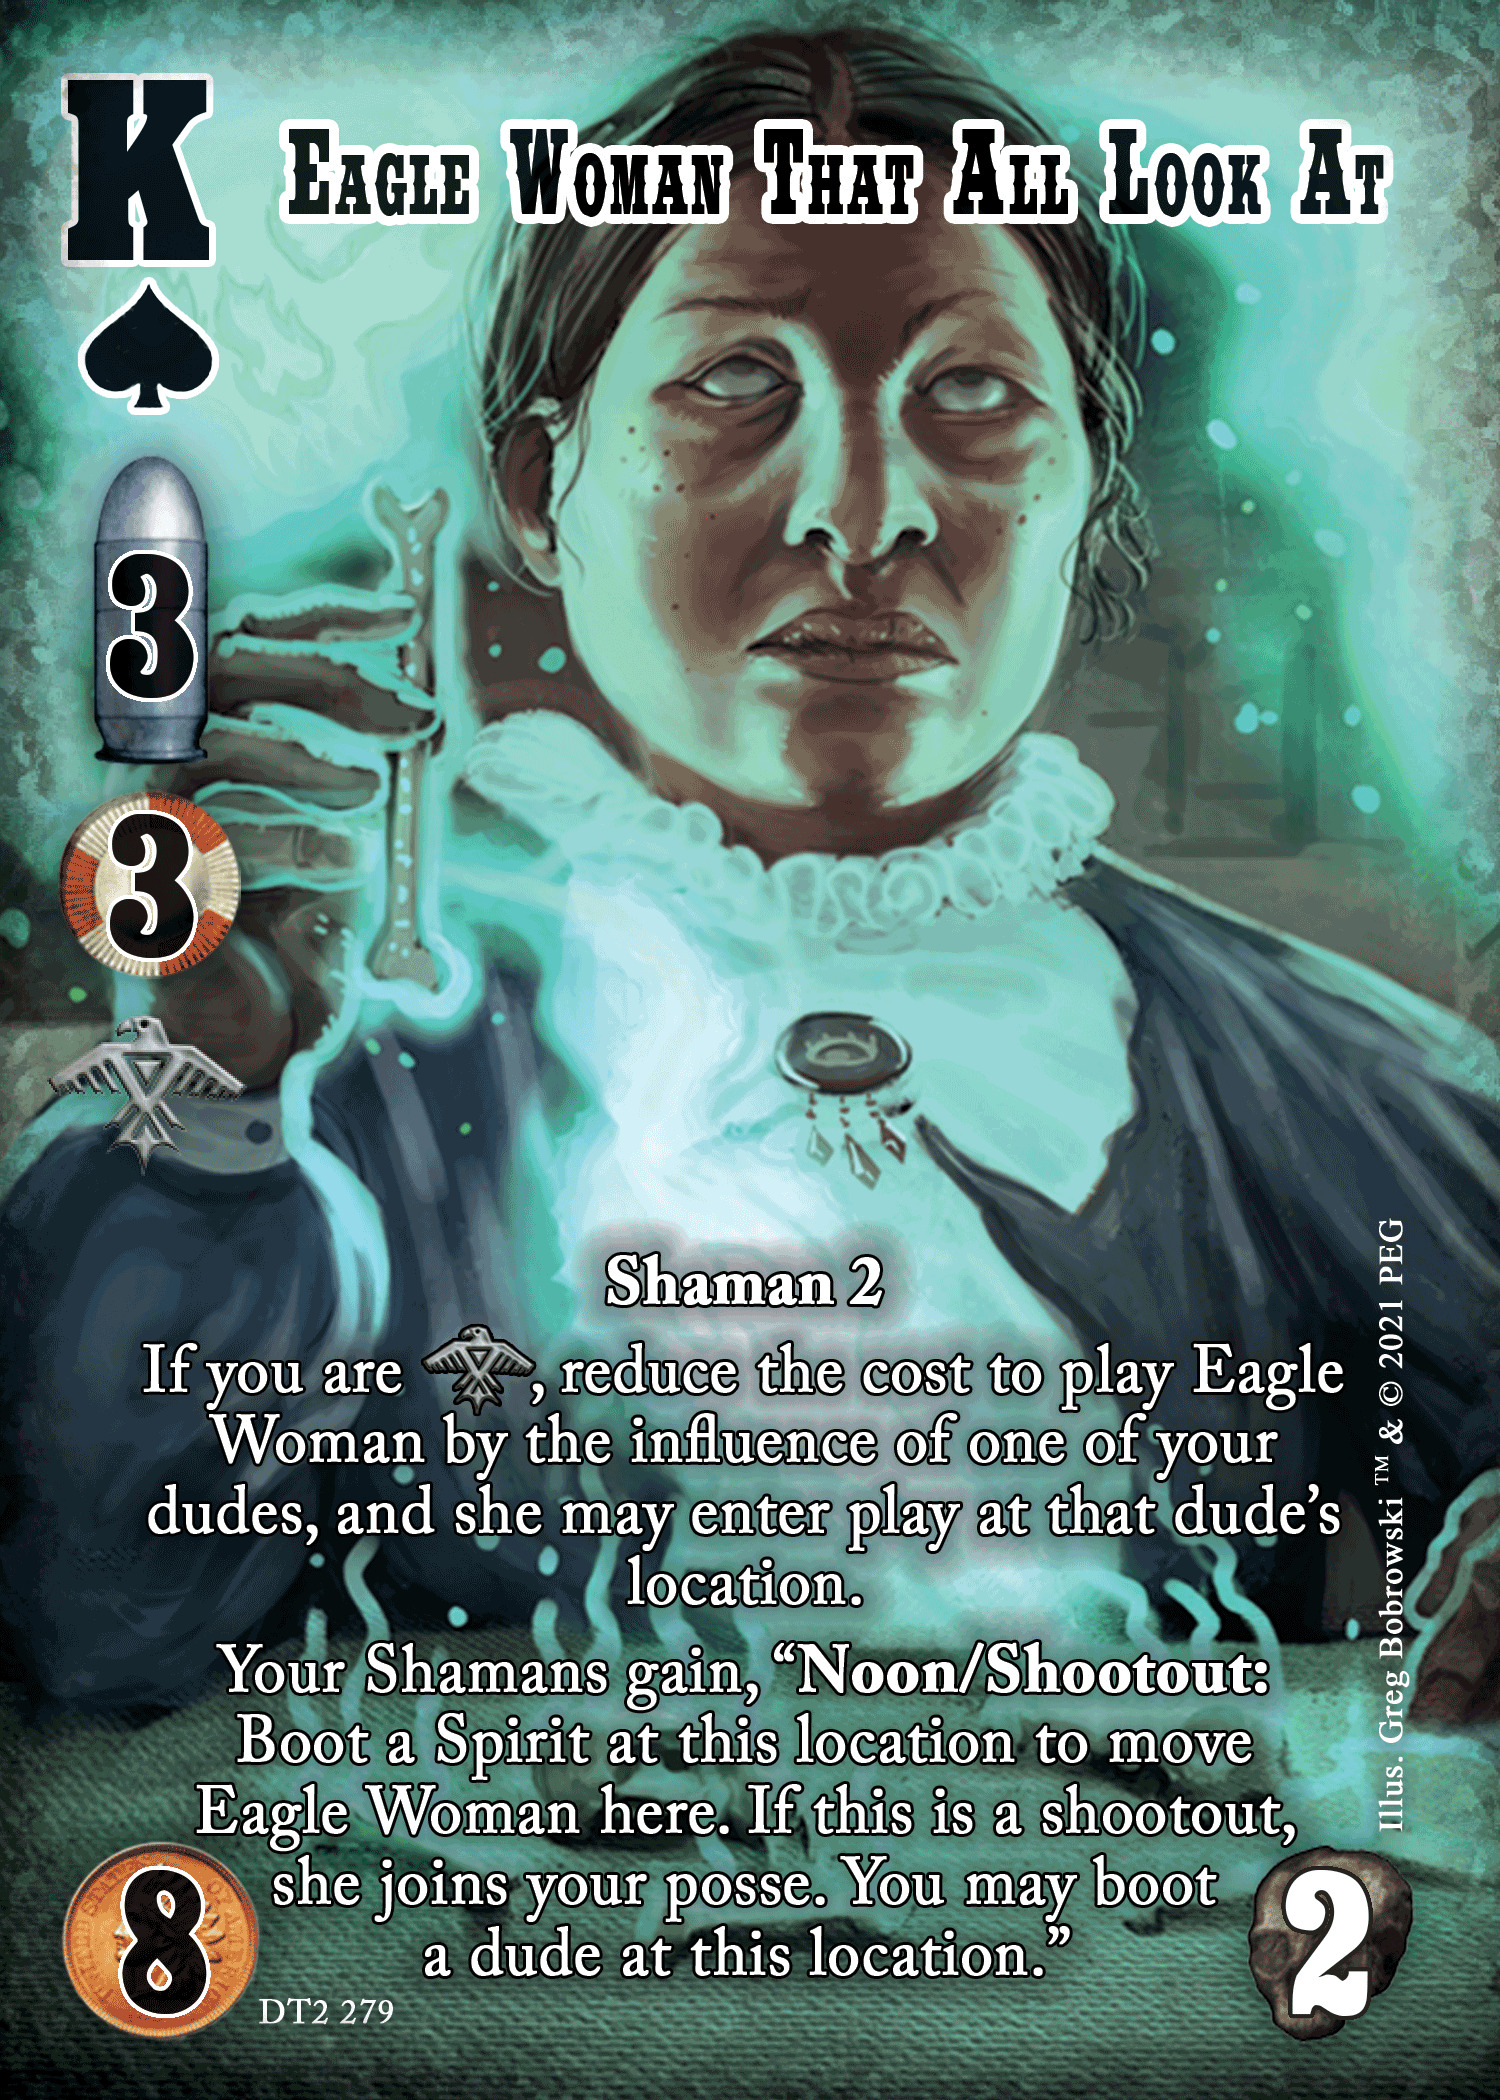 K
Eagle Woman That All Look At
3
3
Shaman 2
If you are , reduce the cost to play Eagle
Woman by the influence of one of your
dudes, and she may enter play at that dude’s
location.
Your Shamans gain, “Noon/Shootout:
Boot a Spirit at this location to move
Eagle Woman here. If this is a shootout,
she joins your posse. You may boot
a dude at this location.”
8
DT2 279
2
Illus. Greg Bobrowski ™ & © 2021 PEG